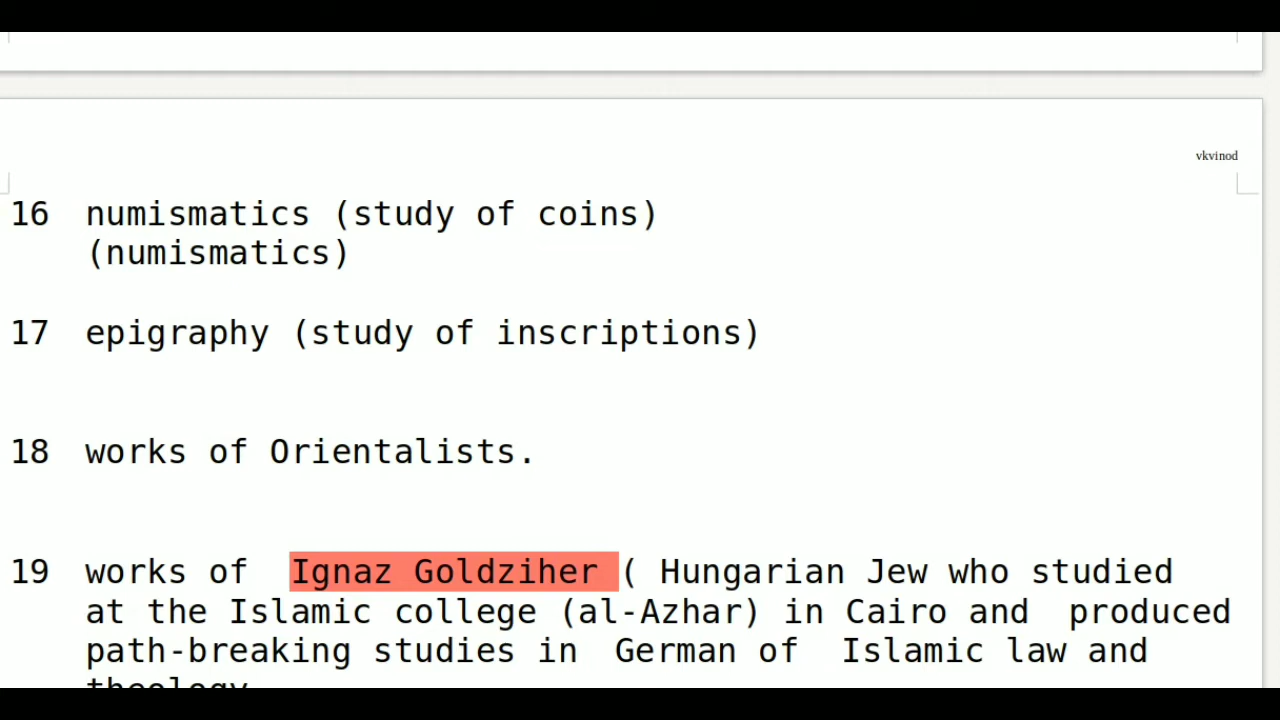 vkvinod
16 numismatics (study of coins)
(numismatics)
17 epigraphy (study of inscriptions)
18 works of Orientalists.
19 works of Ignaz Goldziher ( Hungarian Jew who studied
at the Islamic college (al-Azhar) in Cairo and produced
path-breaking studies in German of Islamic law and
theology